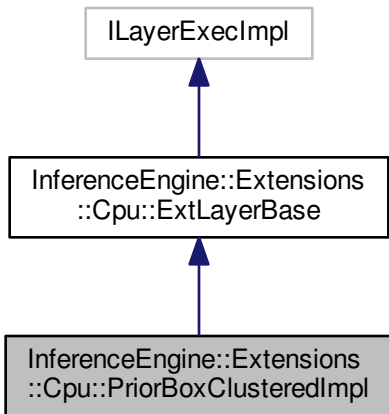 ILayerExecImpl
InferenceEngine::Extensions
::Cpu::ExtLayerBase
InferenceEngine::Extensions
::Cpu::PriorBoxClusteredImpl